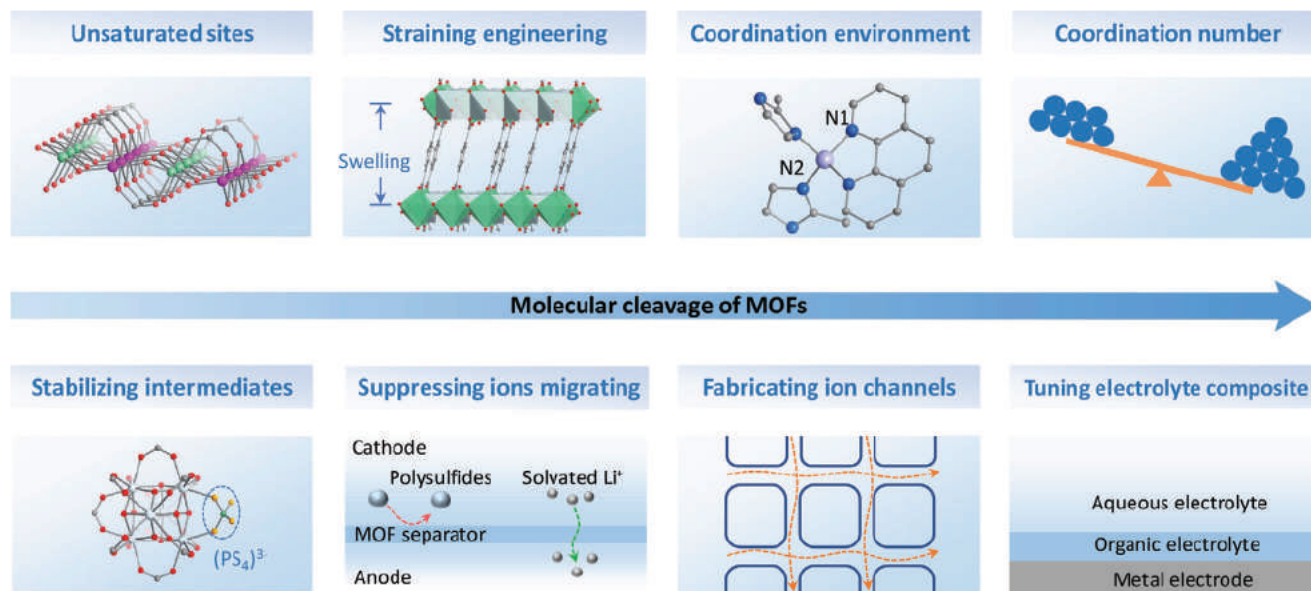 Unsaturated sites
Straining engineering
Coordination environment
Coordination number
Swelling
N1
N2
Molecular cleavage of MOFs
Stabilizing intermediates
Suppressing ions migrating
Fabricating ion channels
Tuning electrolyte composite
(PS₄)³⁻
Cathode
Polysulfides
Solvated Li⁺
MOF separator
Anode
Aqueous electrolyte
Organic electrolyte
Metal electrode